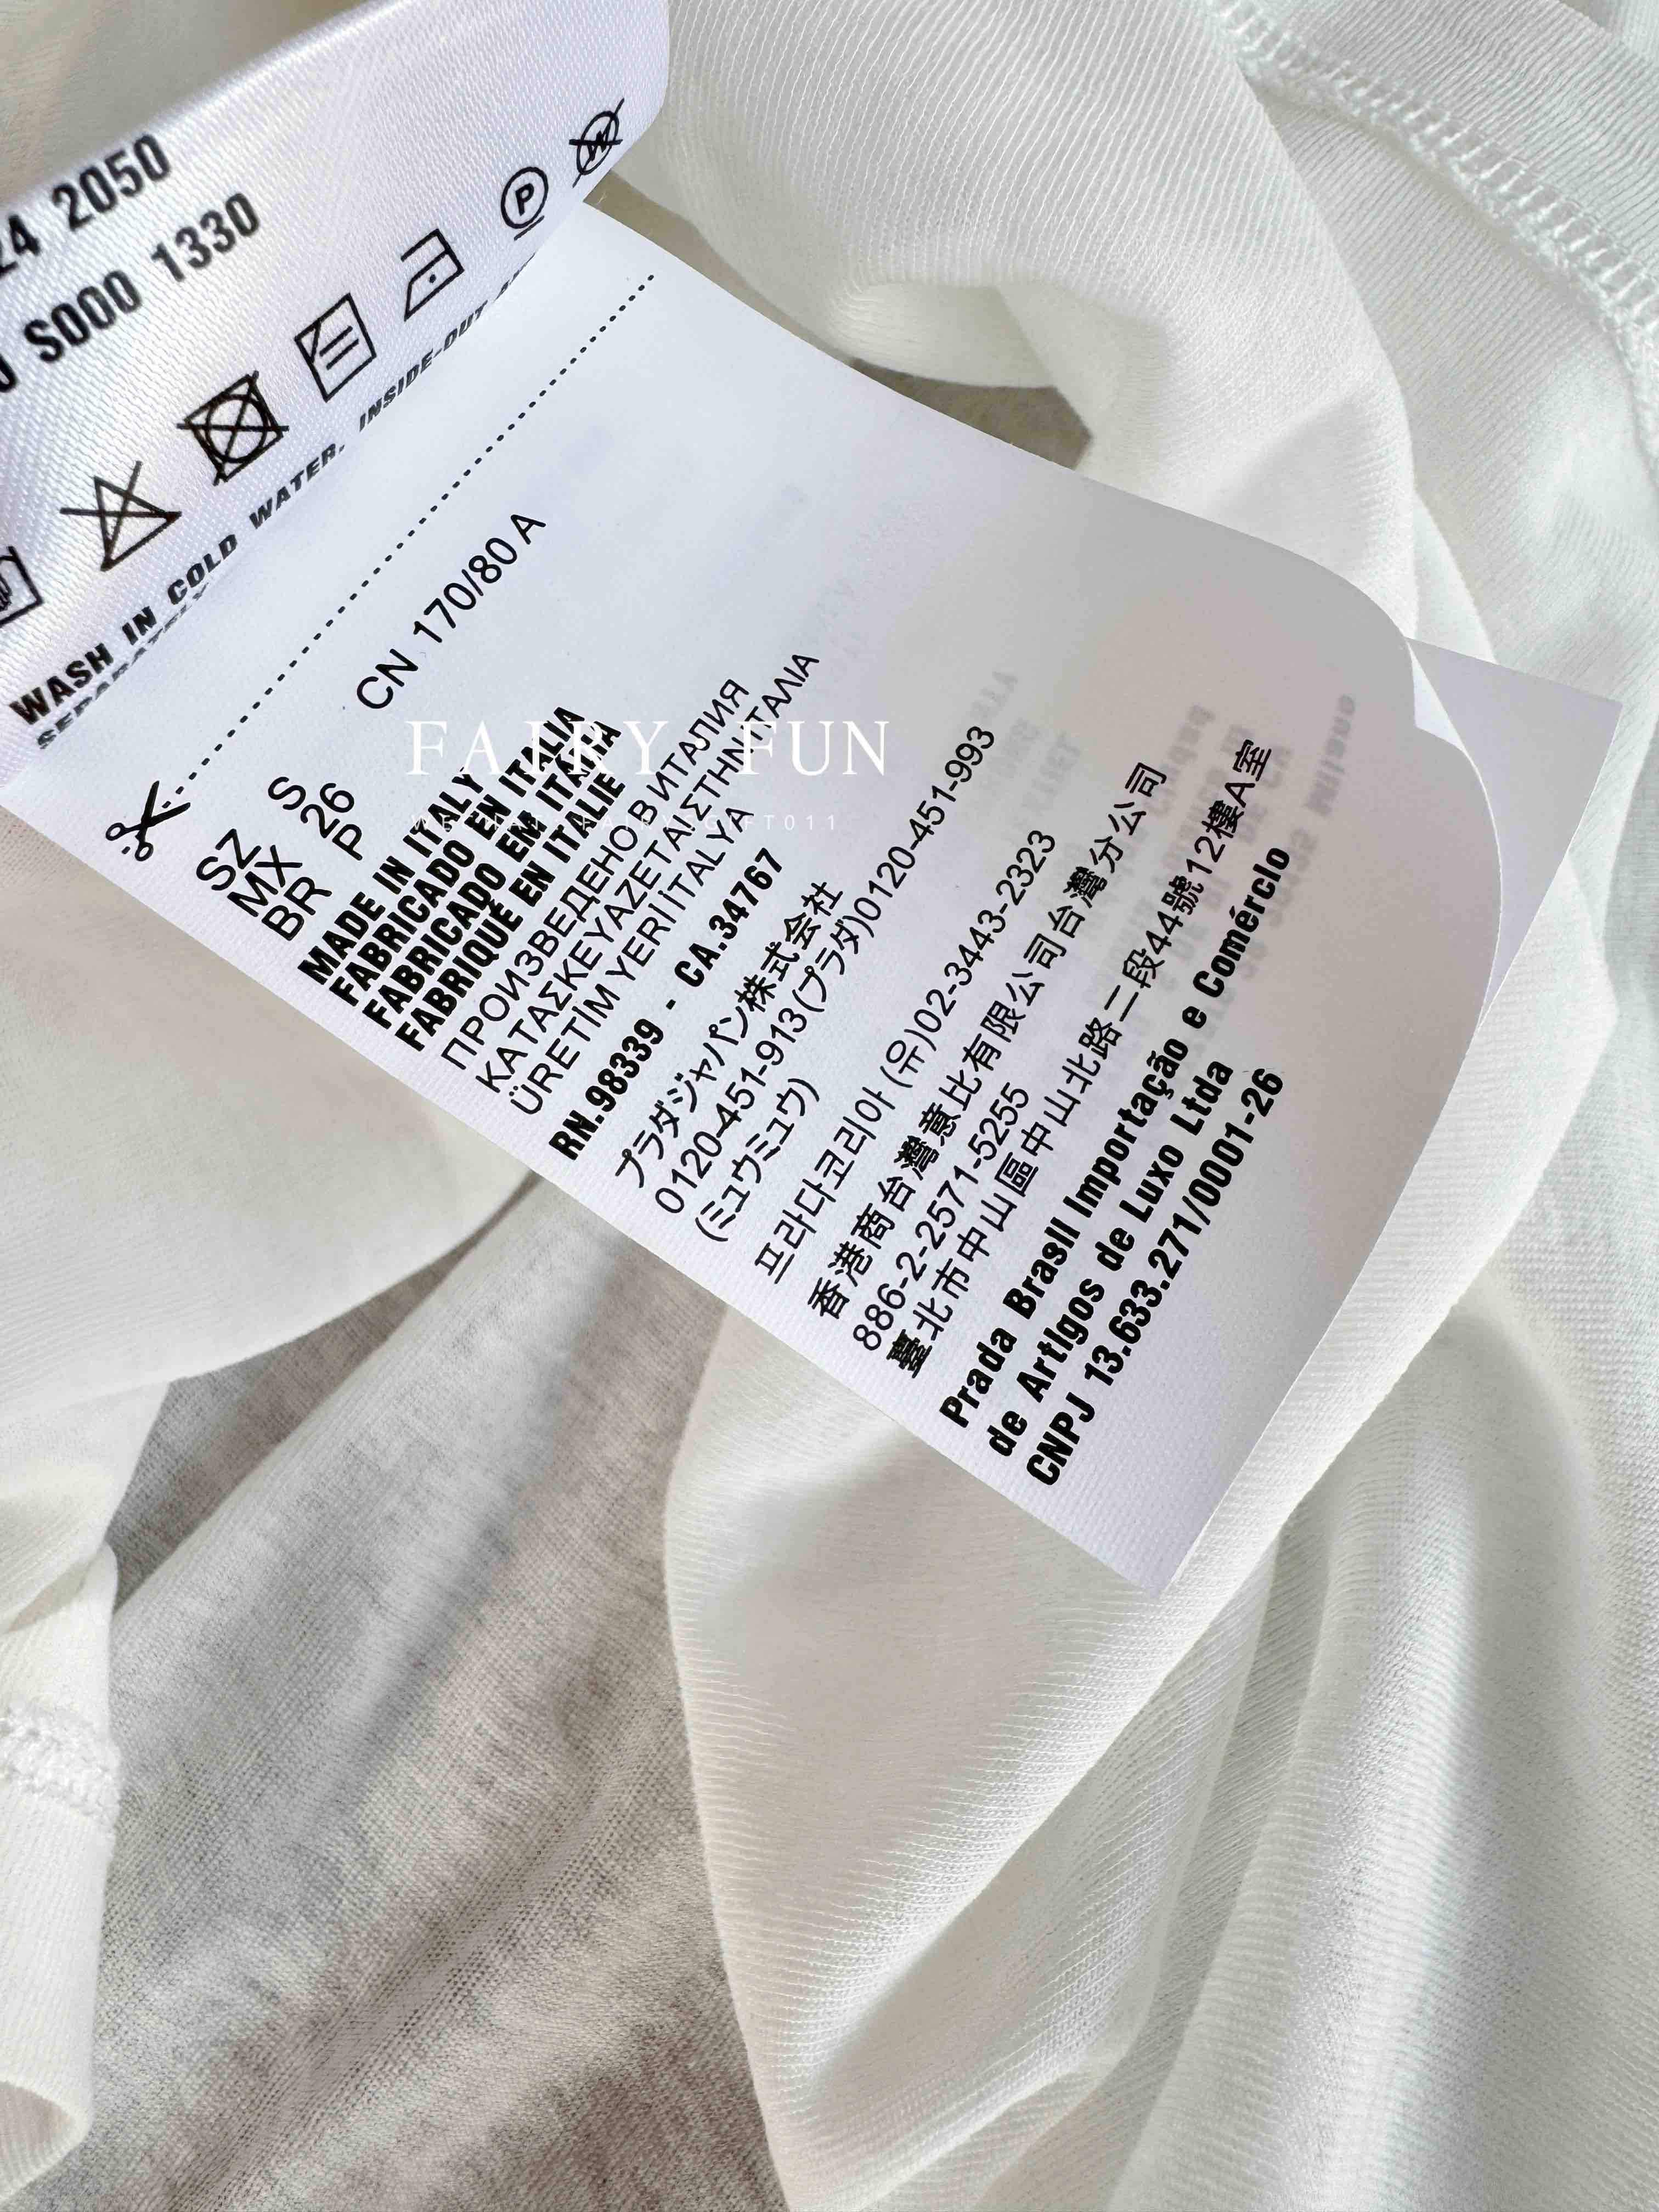 24 2050
S000 1330
WASH IN COLD WATER. INSIDE-OUT
CN 170/80 A
SZ S
MX 26
BR P
MADE IN ITALY
FABRICADO EN ITALIA
FABRICADO EM ITÁLIA
FABRIQUÉ EN ITALIE
ПРОИЗВЕДЕНО В ИТАЛИЯ
ΚΑΤΑΣΚΕΥΑΖΕΤΑΙ ΣΤΗΝ ΙΤΑΛΙΑ
ÜRETİM YERİ İTALYA
RN.98339 - CA.34767
プラダジャパン株式会社
0120-451-913(プラダ)0120-451-993
(ミュウミュウ)
프라다코리아 (유)02-3443-2323
香港商台灣意比有限公司台灣分公司
886-2-2571-5255
臺北市中山區中山北路二段44號12樓A室
Prada Brasil Importação e Comércio
de Artigos de Luxo Ltda
CNPJ 13.633.271/0001-26
FAIRY FUN